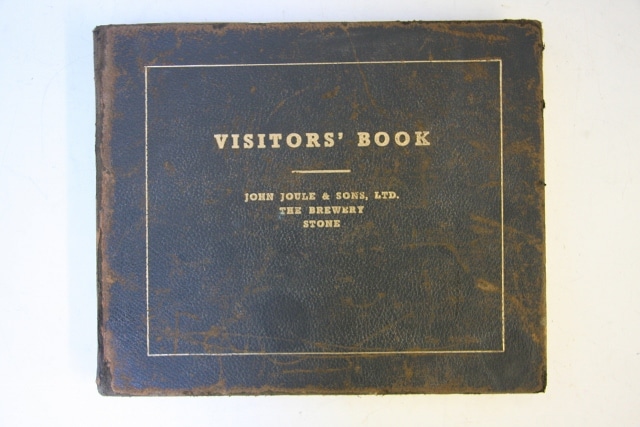 VISITORS' BOOK
JOHN JOULE & SONS, LTD.
THE BREWERY
STONE